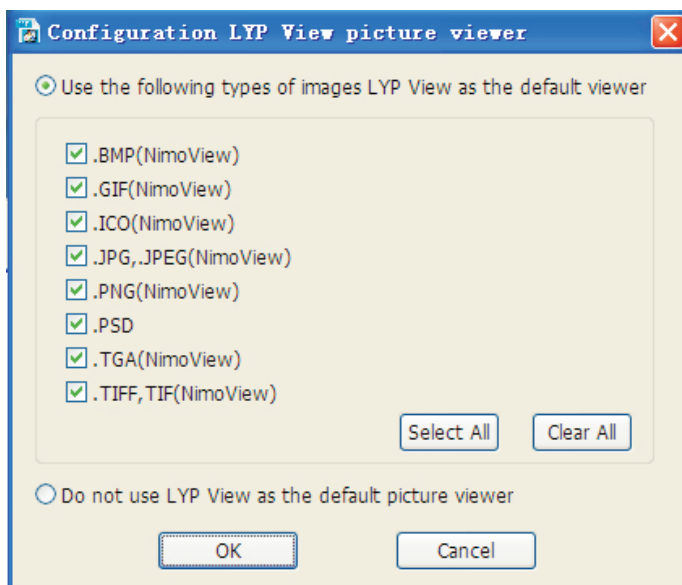 Configuration LYP View picture viewer
Use the following types of images LYP View as the default viewer
.BMP(NimoView)
.GIF(NimoView)
.ICO(NimoView)
.JPG,.JPEG(NimoView)
.PNG(NimoView)
.PSD
.TGA(NimoView)
.TIFF,TIF(NimoView)
Select All Clear All
Do not use LYP View as the default picture viewer
OK Cancel